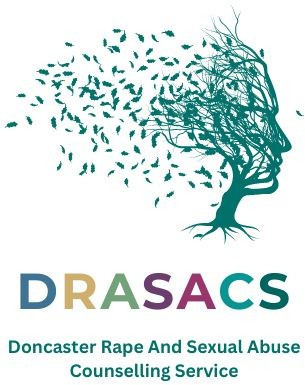 DRASACS
Doncaster Rape And Sexual Abuse
Counselling Service